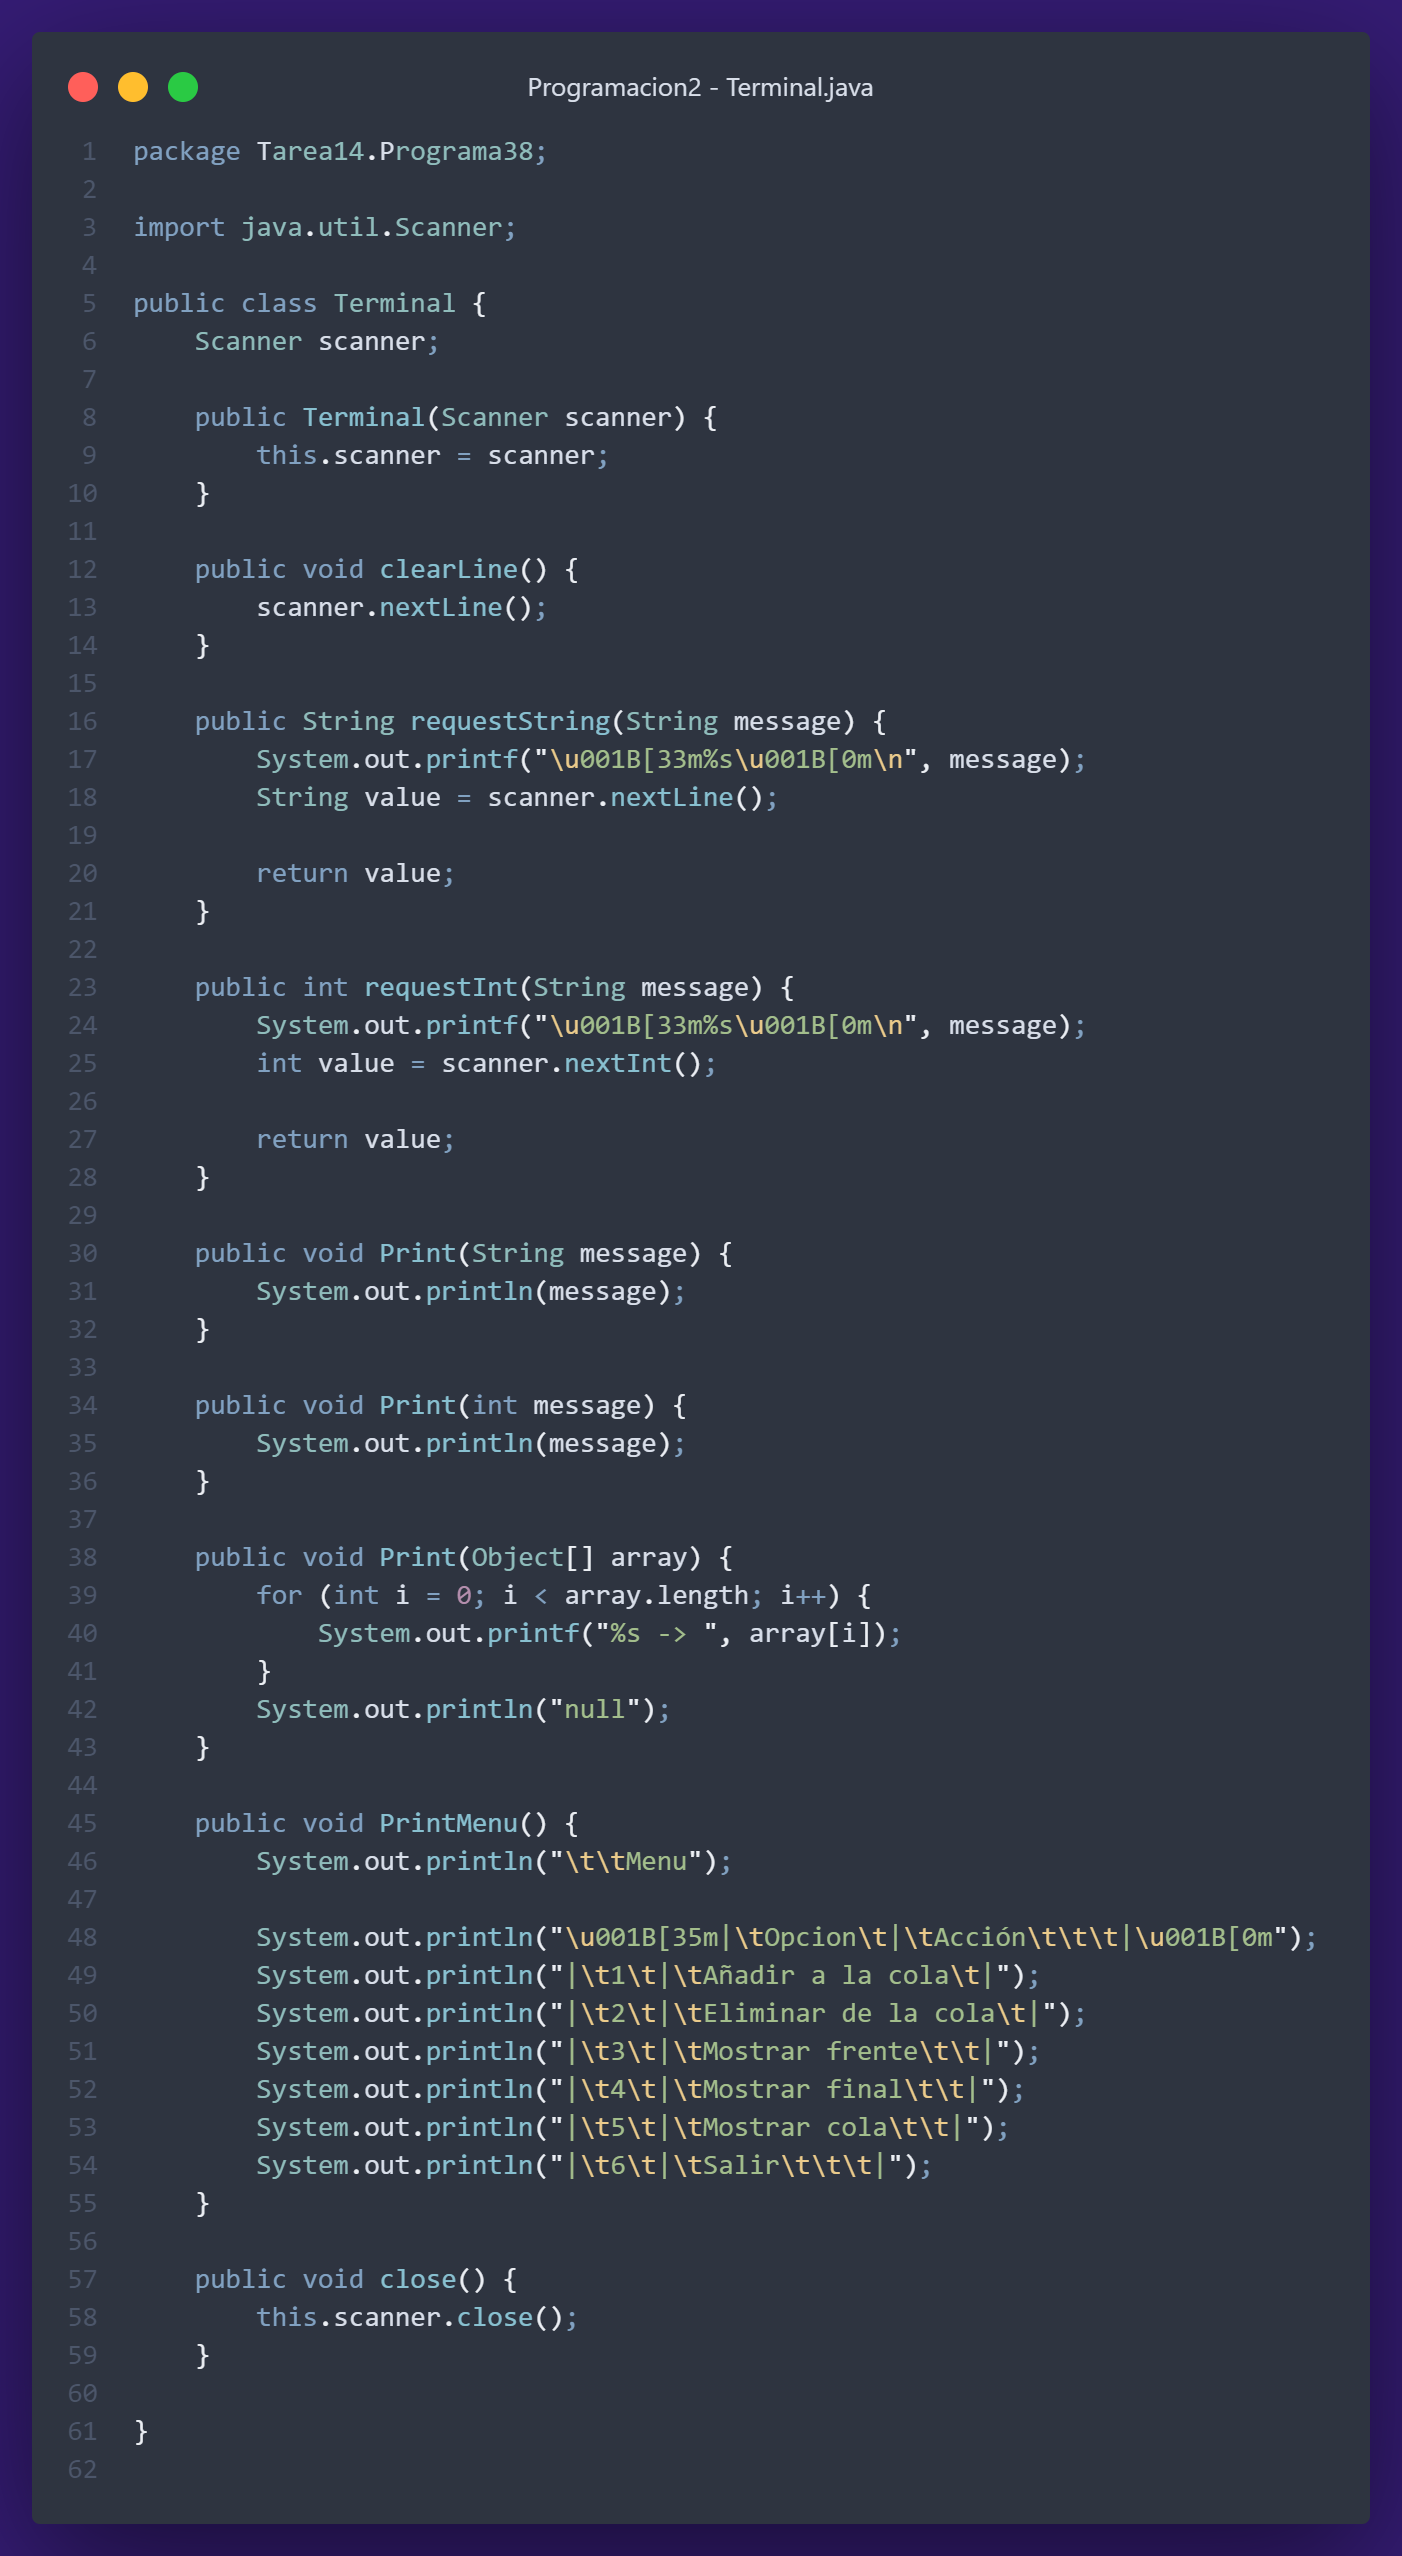 Programacion2 - Terminal.java
1 package Tarea14.Programa38;
2
3 import java.util.Scanner;
4
5 public class Terminal {
6     Scanner scanner;
7
8     public Terminal(Scanner scanner) {
9         this.scanner = scanner;
10     }
11
12     public void clearLine() {
13         scanner.nextLine();
14     }
15
16     public String requestString(String message) {
17         System.out.printf("\u001B[33m%s\u001B[0m\n", message);
18         String value = scanner.nextLine();
19
20         return value;
21     }
22
23     public int requestInt(String message) {
24         System.out.printf("\u001B[33m%s\u001B[0m\n", message);
25         int value = scanner.nextInt();
26
27         return value;
28     }
29
30     public void Print(String message) {
31         System.out.println(message);
32     }
33
34     public void Print(int message) {
35         System.out.println(message);
36     }
37
38     public void Print(Object[] array) {
39         for (int i = 0; i < array.length; i++) {
40             System.out.printf("%s -> ", array[i]);
41         }
42         System.out.println("null");
43     }
44
45     public void PrintMenu() {
46         System.out.println("\t\tMenu");
47
48         System.out.println("\u001B[35m|\tOpcion\t|\tAcción\t\t\t|\u001B[0m");
49         System.out.println("|\t1\t|\tAñadir a la cola\t|");
50         System.out.println("|\t2\t|\tEliminar de la cola\t|");
51         System.out.println("|\t3\t|\tMostrar frente\t\t|");
52         System.out.println("|\t4\t|\tMostrar final\t\t|");
53         System.out.println("|\t5\t|\tMostrar cola\t\t|");
54         System.out.println("|\t6\t|\tSalir\t\t\t|");
55     }
56
57     public void close() {
58         this.scanner.close();
59     }
60
61 }
62